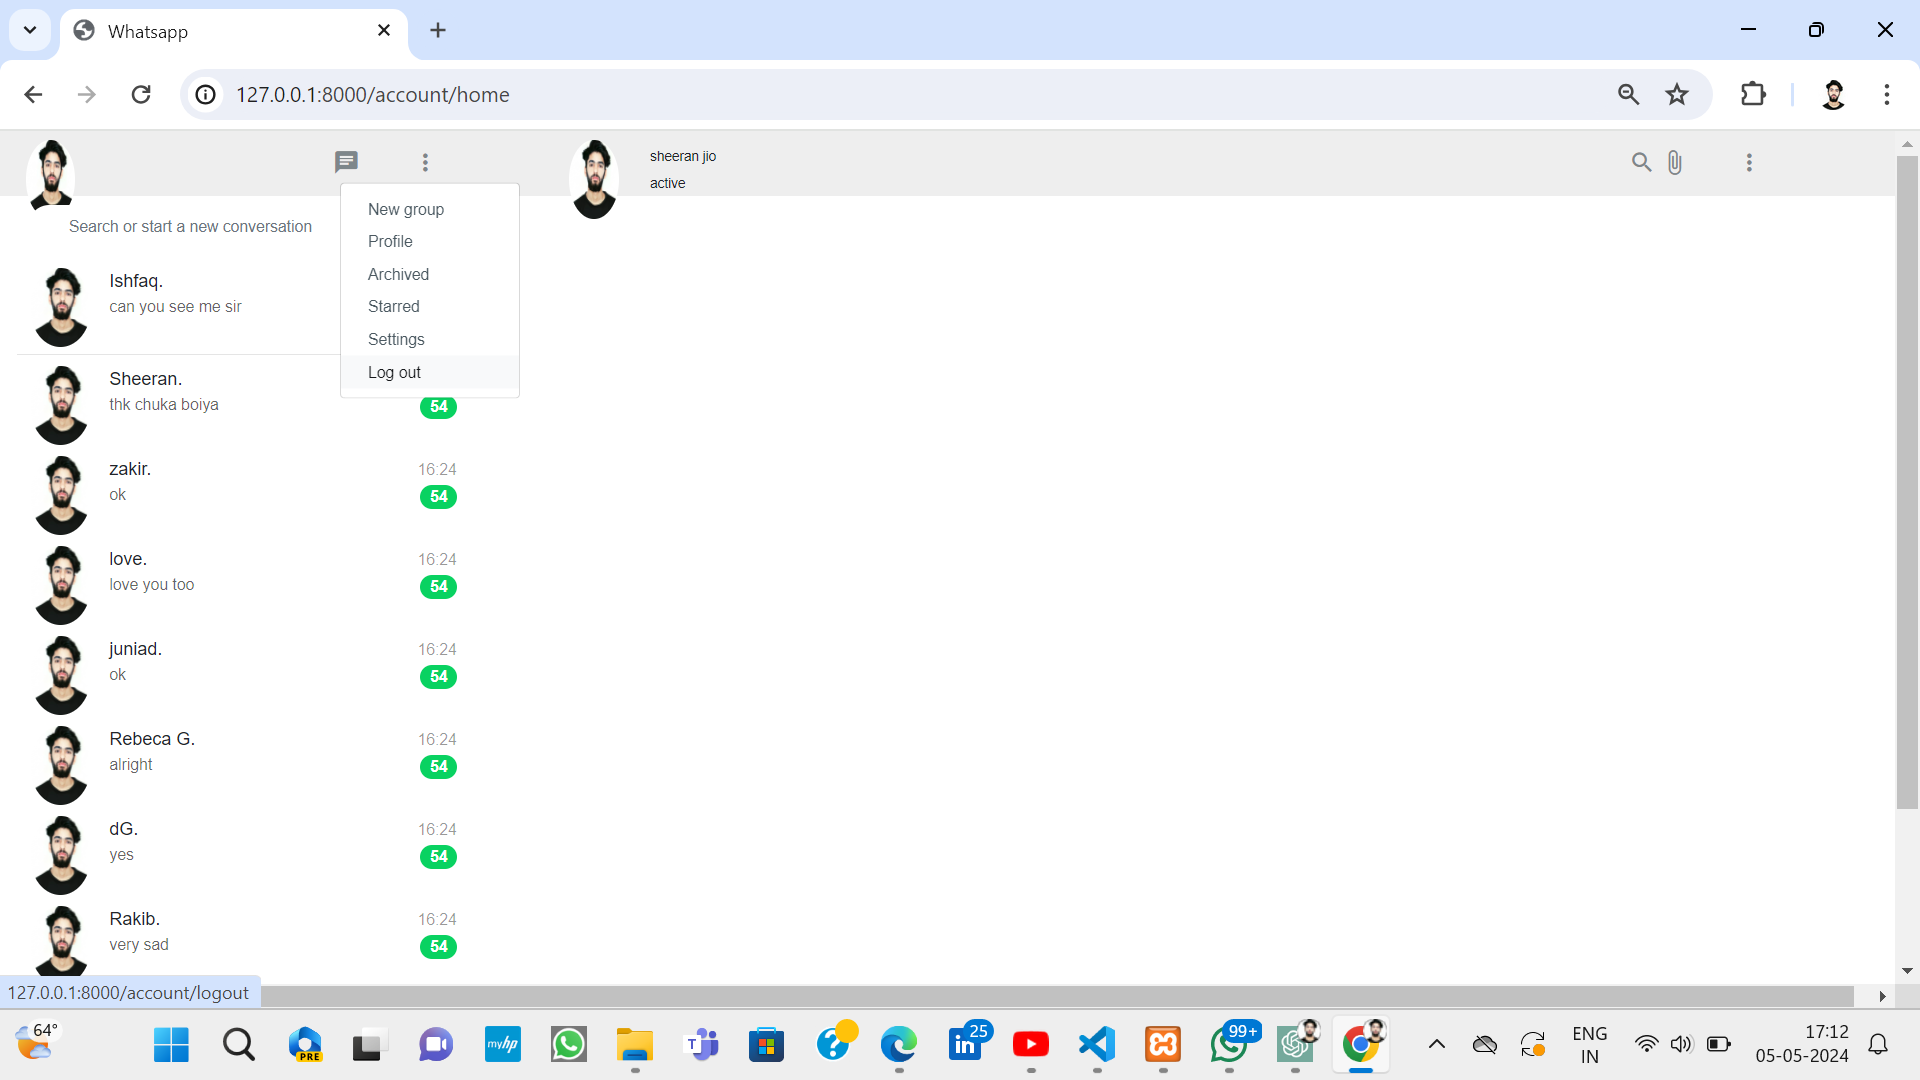 Whatsapp
127.0.0.1:8000/account/home
sheeran jio
active
New group
Profile
Archived
Starred
Settings
Log out
Search or start a new conversation
Ishfaq.
can you see me sir
Sheeran.
thk chuka boiya
54
zakir.
16:24
ok
54
love.
16:24
love you too
54
juniad.
16:24
ok
54
Rebeca G.
16:24
alright
54
dG.
16:24
yes
54
Rakib.
16:24
very sad
54
127.0.0.1:8000/account/logout
64°
PRE
myhp
T
?
in
25
99+
ENG
IN
17:12
05-05-2024